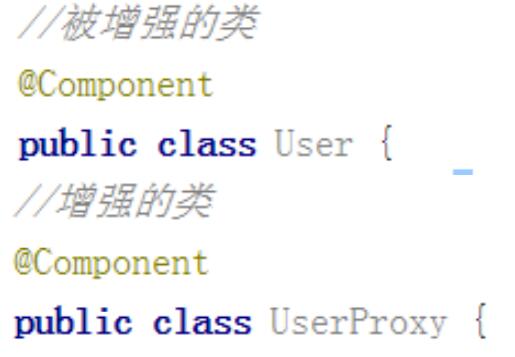 //被增强的类
@Component
public class User {
//增强的类
@Component
public class UserProxy {